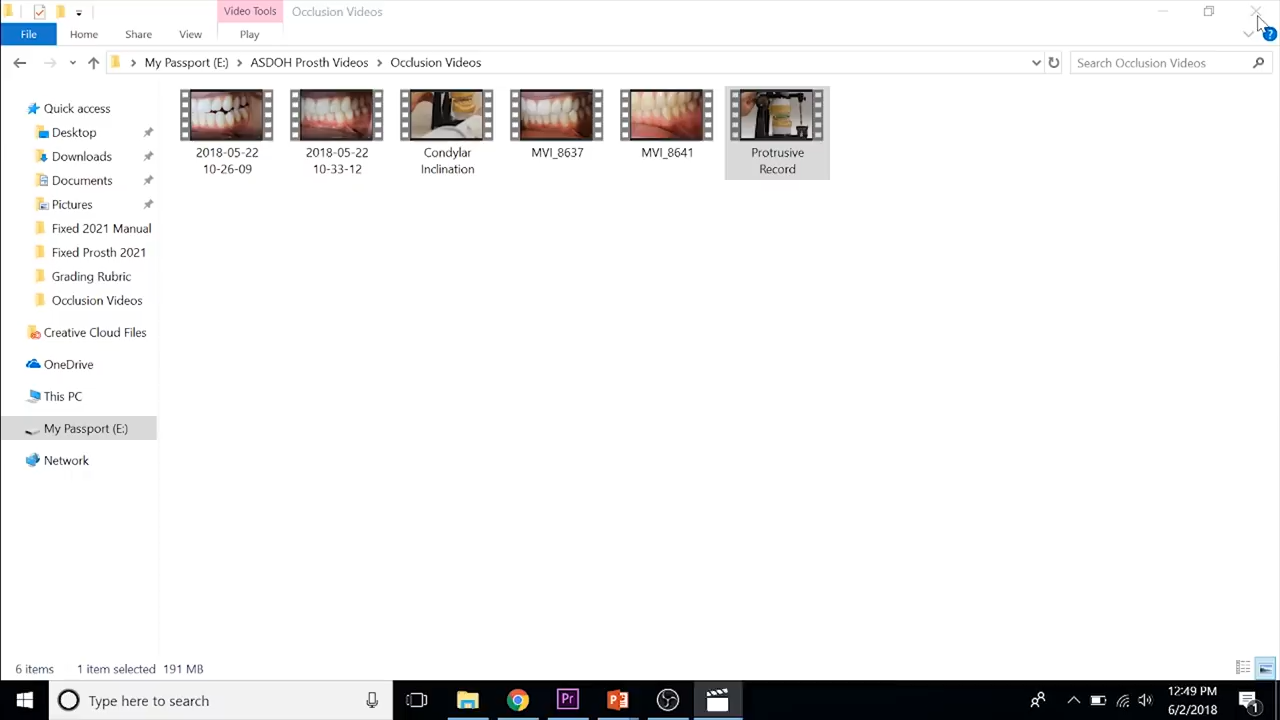 Video Tools
Occlusion Videos
File
Home
Share
View
Play
?
My Passport (E:)
ASDOH Prosth Videos
Occlusion Videos
Search Occlusion Videos
Quick access
Desktop
Downloads
Documents
Pictures
Fixed 2021 Manual
Fixed Prosth 2021
Grading Rubric
Occlusion Videos
Creative Cloud Files
OneDrive
This PC
My Passport (E:)
Network
2018-05-22
10-26-09
2018-05-22
10-33-12
Condylar
Inclination
MVI_8637
MVI_8641
Protrusive
Record
6 items
1 item selected
191 MB
Type here to search
Pr
P
12:49 PM
6/2/2018
1